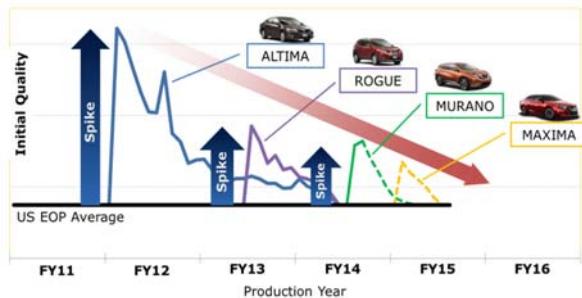 ALTIMA
ROGUE
MURANO
MAXIMA
Initial Quality
Spike
Spike
Spike
US EOP Average
FY11 FY12 FY13 FY14 FY15 FY16
Production Year